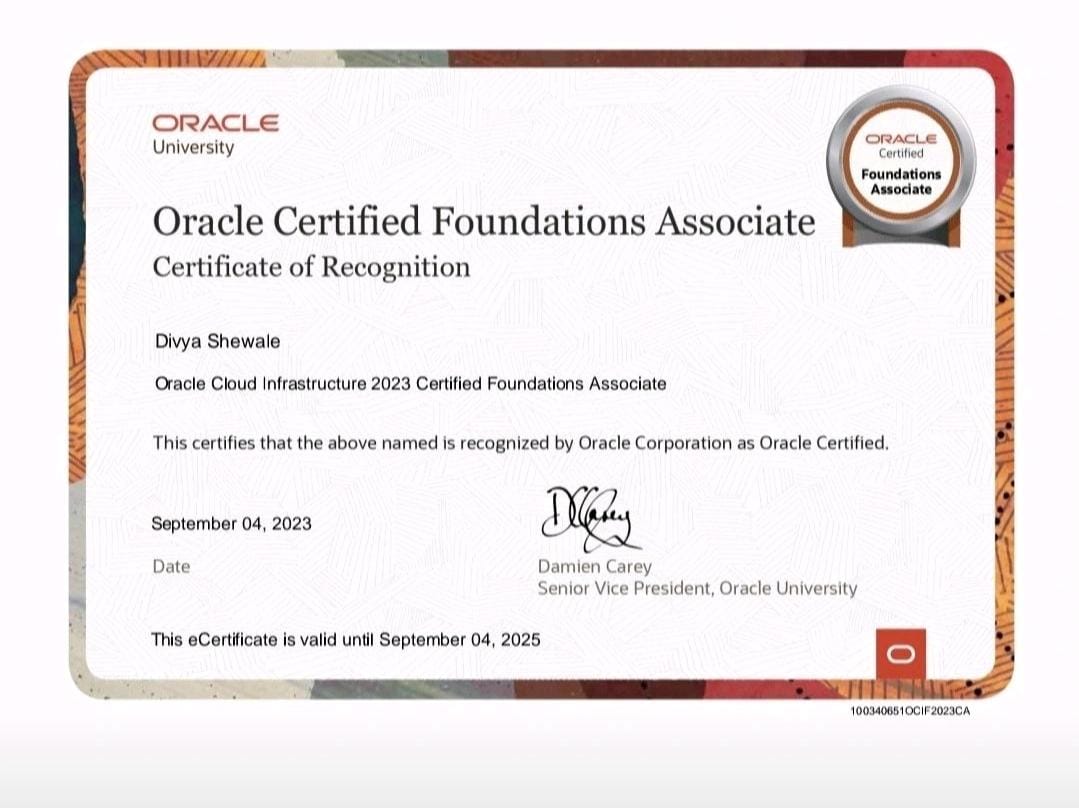 ORACLE
University
ORACLE
Certified
Foundations
Associate
Oracle Certified Foundations Associate
Certificate of Recognition
Divya Shewale
Oracle Cloud Infrastructure 2023 Certified Foundations Associate
This certifies that the above named is recognized by Oracle Corporation as Oracle Certified.
DCarey
September 04, 2023
Date
Damien Carey
Senior Vice President, Oracle University
This eCertificate is valid until September 04, 2025
100340651OCIF2023CA